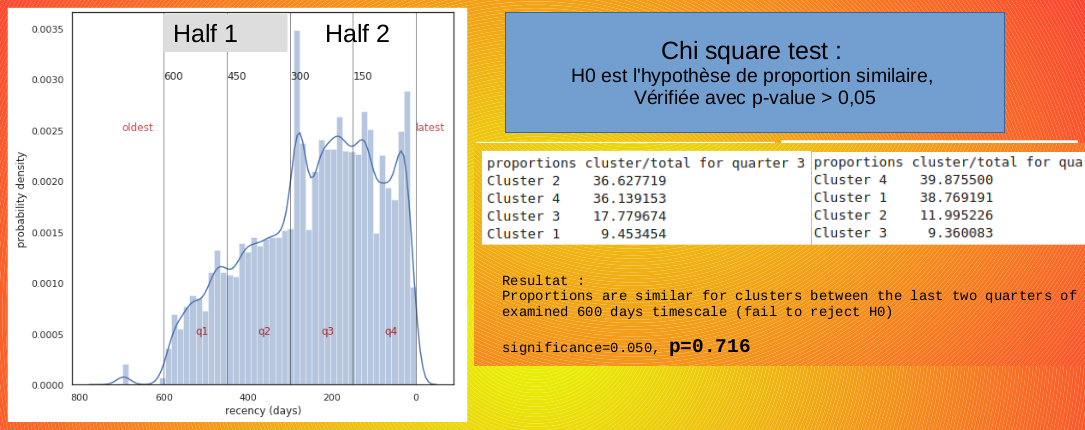 Half 1
Half 2
600
450
300
150
oldest
latest
0.0035
0.0030
0.0025
0.0020
0.0015
0.0010
0.0005
0.0000
probability density
q1
q2
q3
q4
800
600
400
200
0
recency (days)
Chi square test :
H0 est l'hypothèse de proportion similaire,
Vérifiée avec p-value > 0,05
proportions cluster/total for quarter 3
Cluster 2 36.627719
Cluster 4 36.139153
Cluster 3 17.779674
Cluster 1 9.453454
proportions cluster/total for qua
Cluster 4 39.875500
Cluster 1 38.769191
Cluster 2 11.995226
Cluster 3 9.360083
Resultat :
Proportions are similar for clusters between the last two quarters of
examined 600 days timescale (fail to reject H0)
significance=0.050, p=0.716